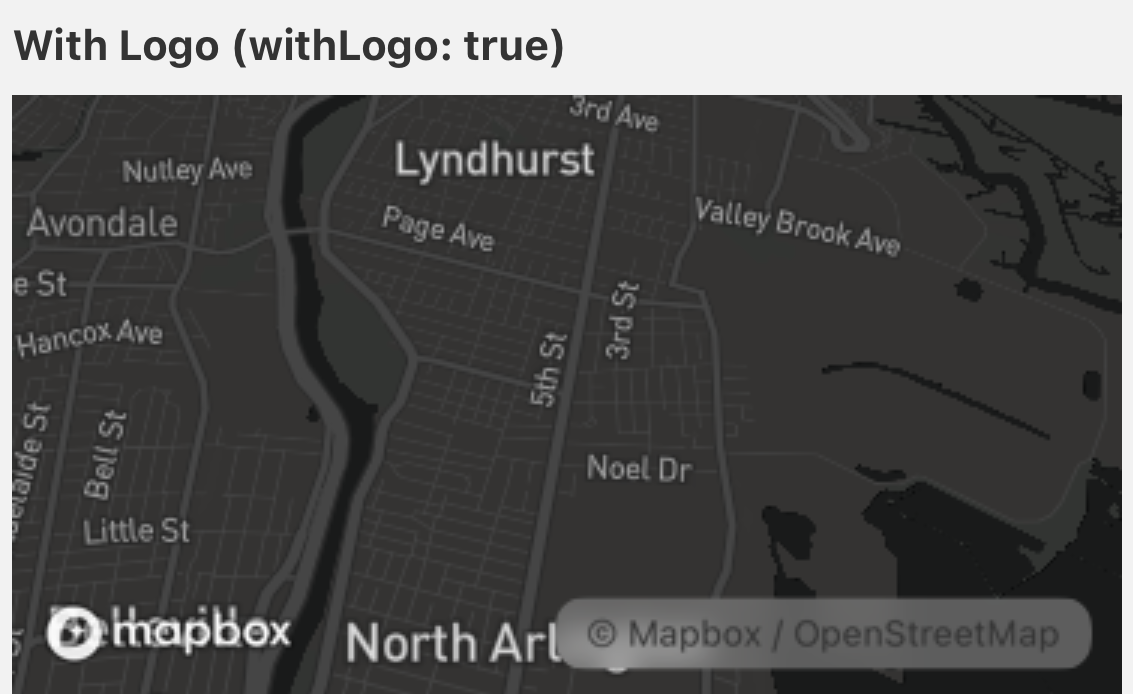 With Logo (withLogo: true)
3rd Ave
Lyndhurst
Nutley Ave
Avondale
Page Ave
Valley Brook Ave
e St
3rd St
Hancox Ave
5th St
Bell St
Noel Dr
Little St
mapbox
North Arl
© Mapbox / OpenStreetMap